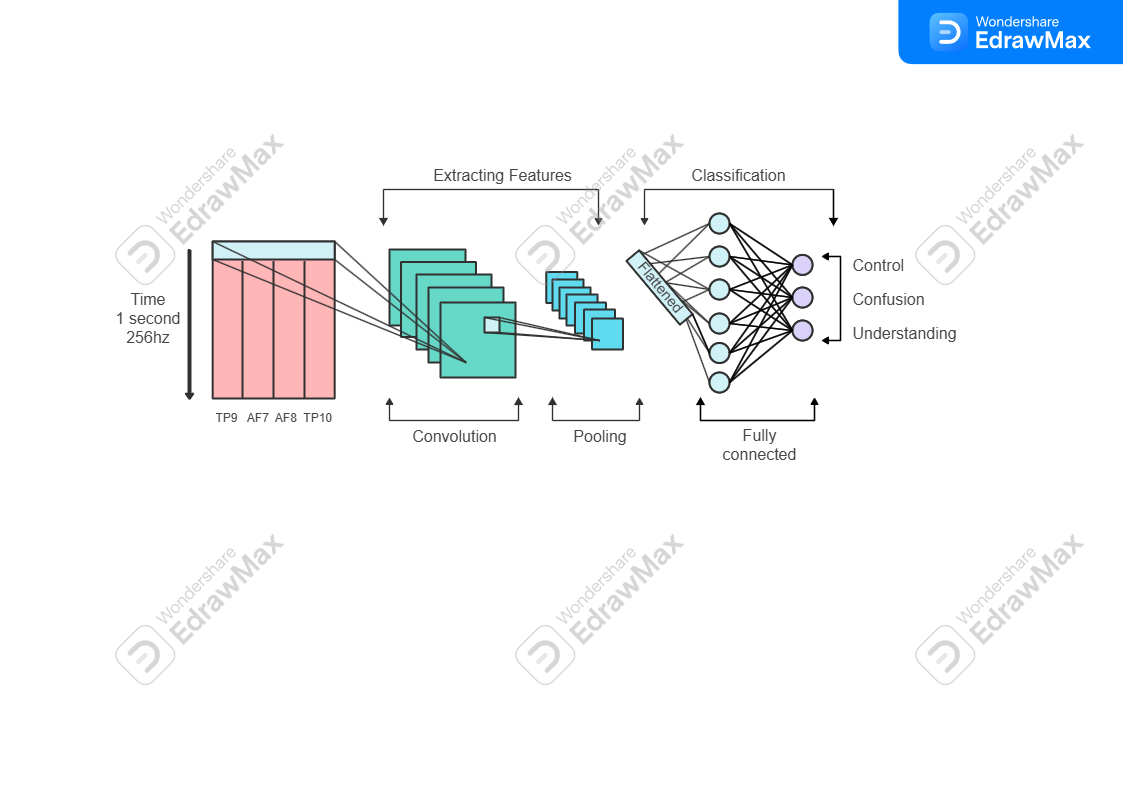 Wondershare
EdrawMax
Wondershare
EdrawMax
Wondershare
EdrawMax
Wondershare
EdrawMax
Extracting Features
Classification
Flattened
Control
Confusion
Understanding
Time
1 second
256hz
TP9 AF7 AF8 TP10
Convolution
Pooling
Fully
connected
Wondershare
EdrawMax
Wondershare
EdrawMax
Wondershare
EdrawMax